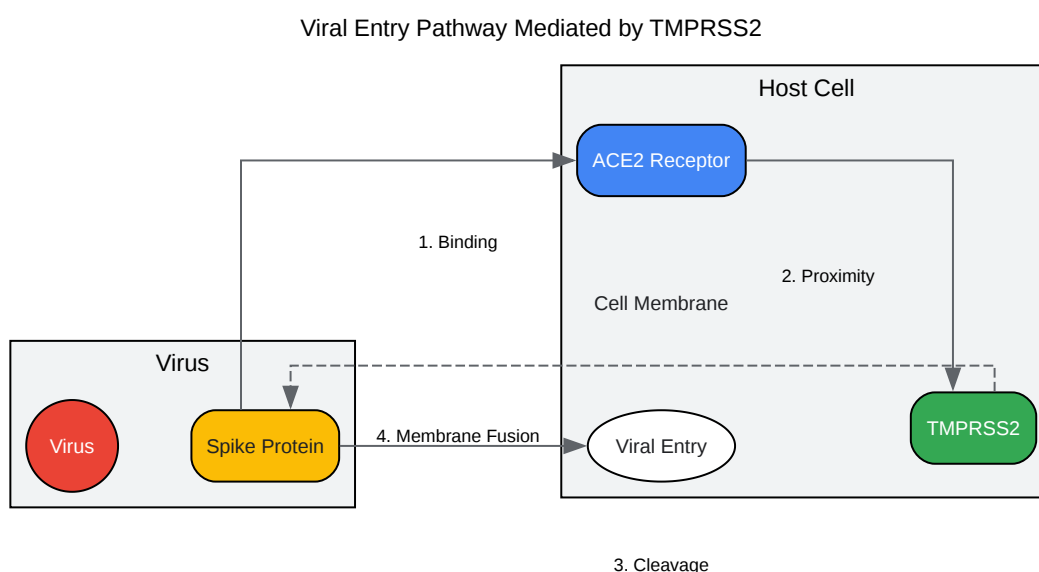 Viral Entry Pathway Mediated by TMPRSS2
Host Cell
ACE2 Receptor
1. Binding
2. Proximity
Cell Membrane
Virus
Virus
Spike Protein
4. Membrane Fusion
Viral Entry
TMPRSS2
3. Cleavage